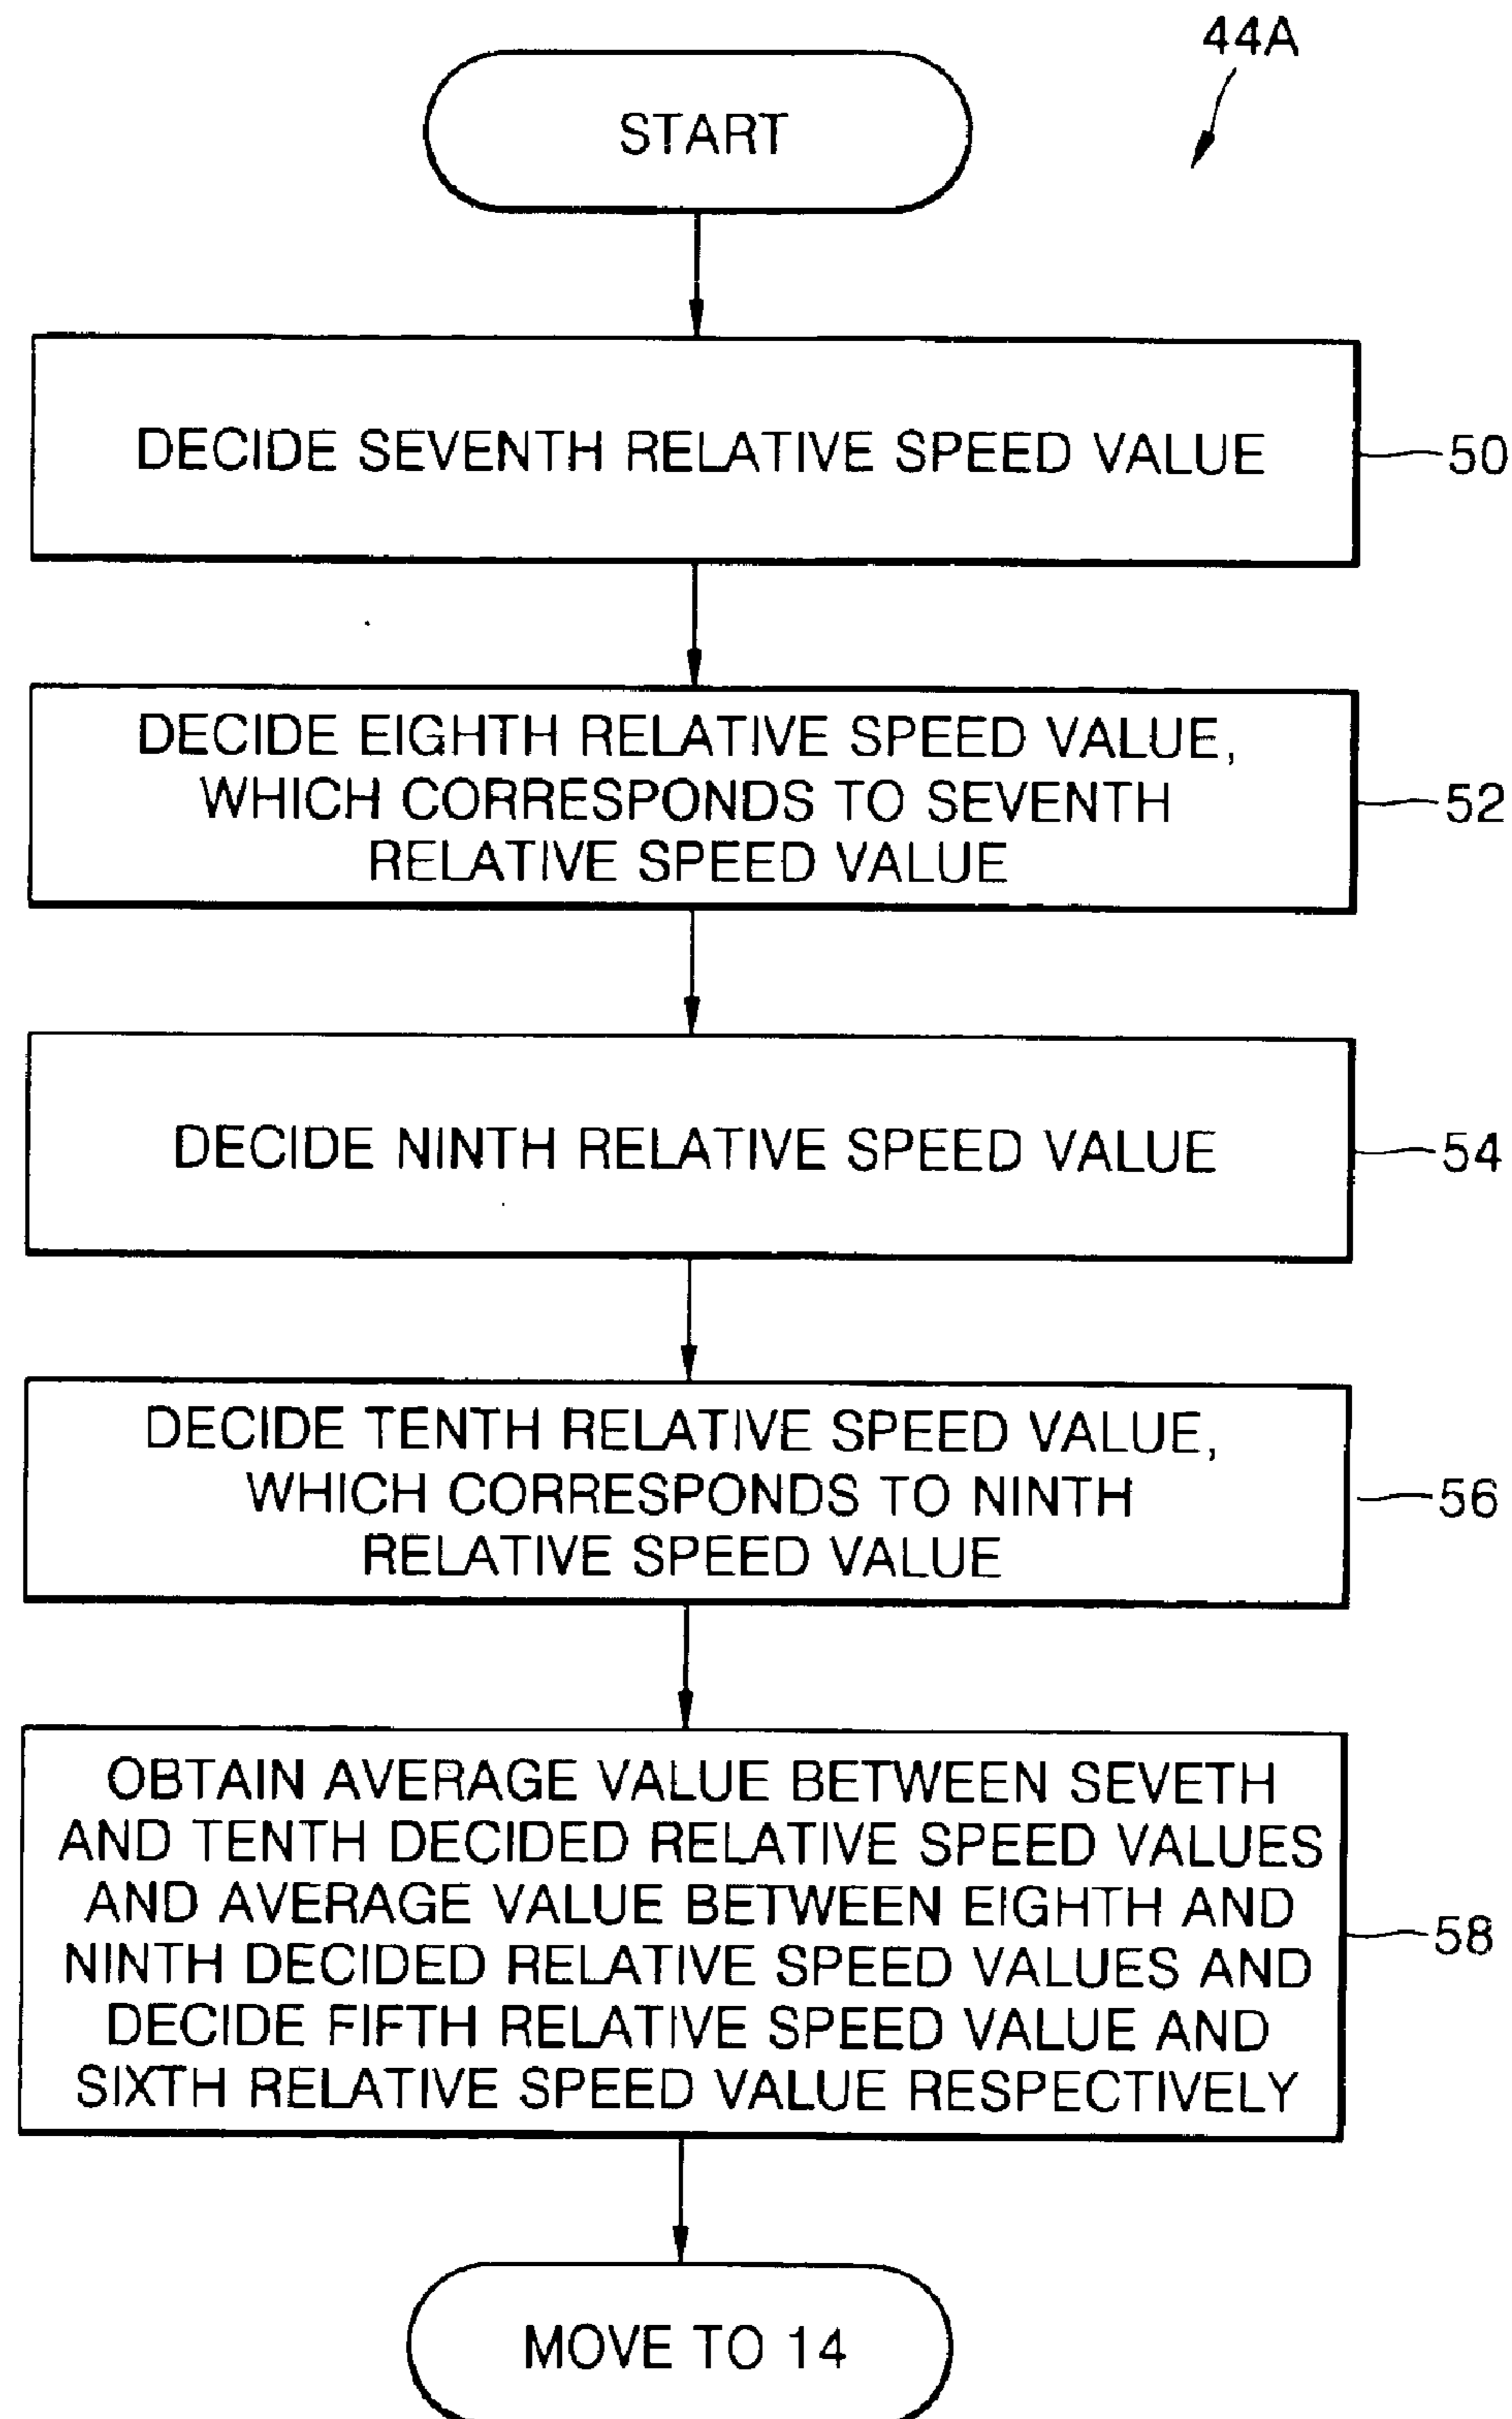 44A
START
DECIDE SEVENTH RELATIVE SPEED VALUE
50
DECIDE EIGHTH RELATIVE SPEED VALUE,
WHICH CORRESPONDS TO SEVENTH
RELATIVE SPEED VALUE
52
DECIDE NINTH RELATIVE SPEED VALUE
54
DECIDE TENTH RELATIVE SPEED VALUE,
WHICH CORRESPONDS TO NINTH
RELATIVE SPEED VALUE
56
OBTAIN AVERAGE VALUE BETWEEN SEVETH
AND TENTH DECIDED RELATIVE SPEED VALUES
AND AVERAGE VALUE BETWEEN EIGHTH AND
NINTH DECIDED RELATIVE SPEED VALUES AND
DECIDE FIFTH RELATIVE SPEED VALUE AND
SIXTH RELATIVE SPEED VALUE RESPECTIVELY
58
MOVE TO 14